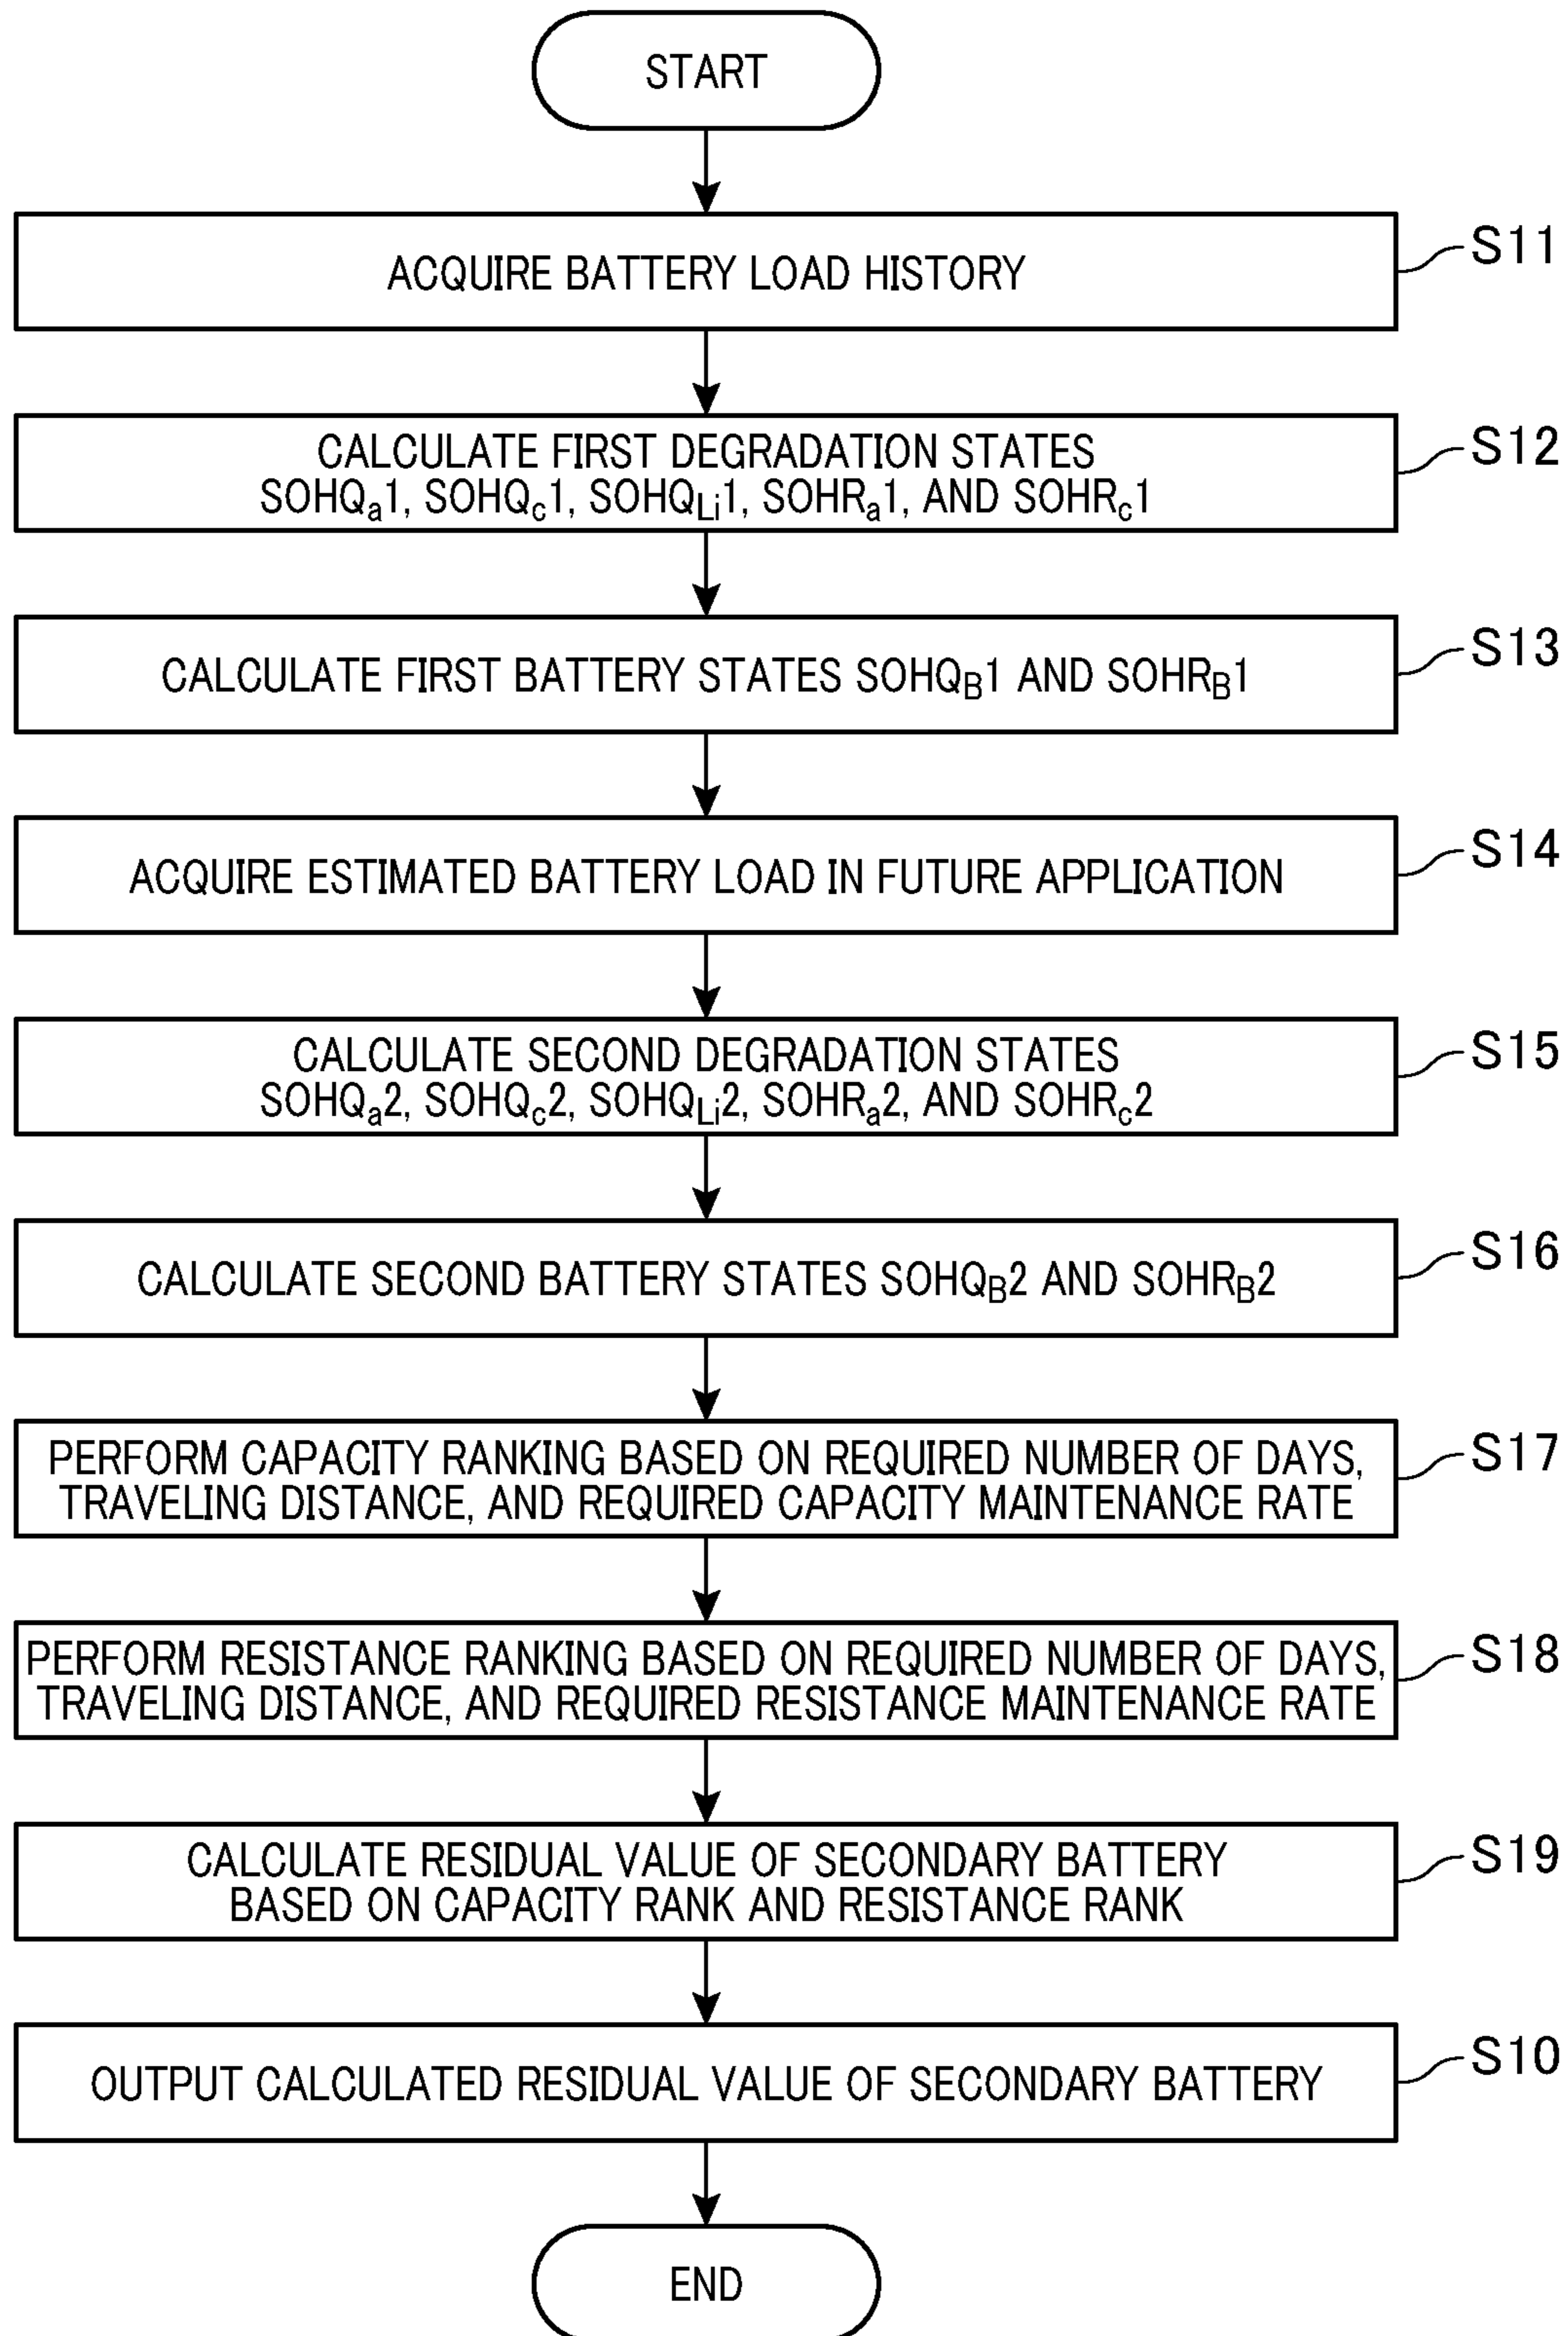 START
ACQUIRE BATTERY LOAD HISTORY
S11
CALCULATE FIRST DEGRADATION STATES
SOHQa1, SOHQc1, SOHQLi1, SOHRa1, AND SOHRc1
S12
CALCULATE FIRST BATTERY STATES SOHQB1 AND SOHRB1
S13
ACQUIRE ESTIMATED BATTERY LOAD IN FUTURE APPLICATION
S14
CALCULATE SECOND DEGRADATION STATES
SOHQa2, SOHQc2, SOHQLi2, SOHRa2, AND SOHRc2
S15
CALCULATE SECOND BATTERY STATES SOHQB2 AND SOHRB2
S16
PERFORM CAPACITY RANKING BASED ON REQUIRED NUMBER OF DAYS,
TRAVELING DISTANCE, AND REQUIRED CAPACITY MAINTENANCE RATE
S17
PERFORM RESISTANCE RANKING BASED ON REQUIRED NUMBER OF DAYS,
TRAVELING DISTANCE, AND REQUIRED RESISTANCE MAINTENANCE RATE
S18
CALCULATE RESIDUAL VALUE OF SECONDARY BATTERY
BASED ON CAPACITY RANK AND RESISTANCE RANK
S19
OUTPUT CALCULATED RESIDUAL VALUE OF SECONDARY BATTERY
S10
END